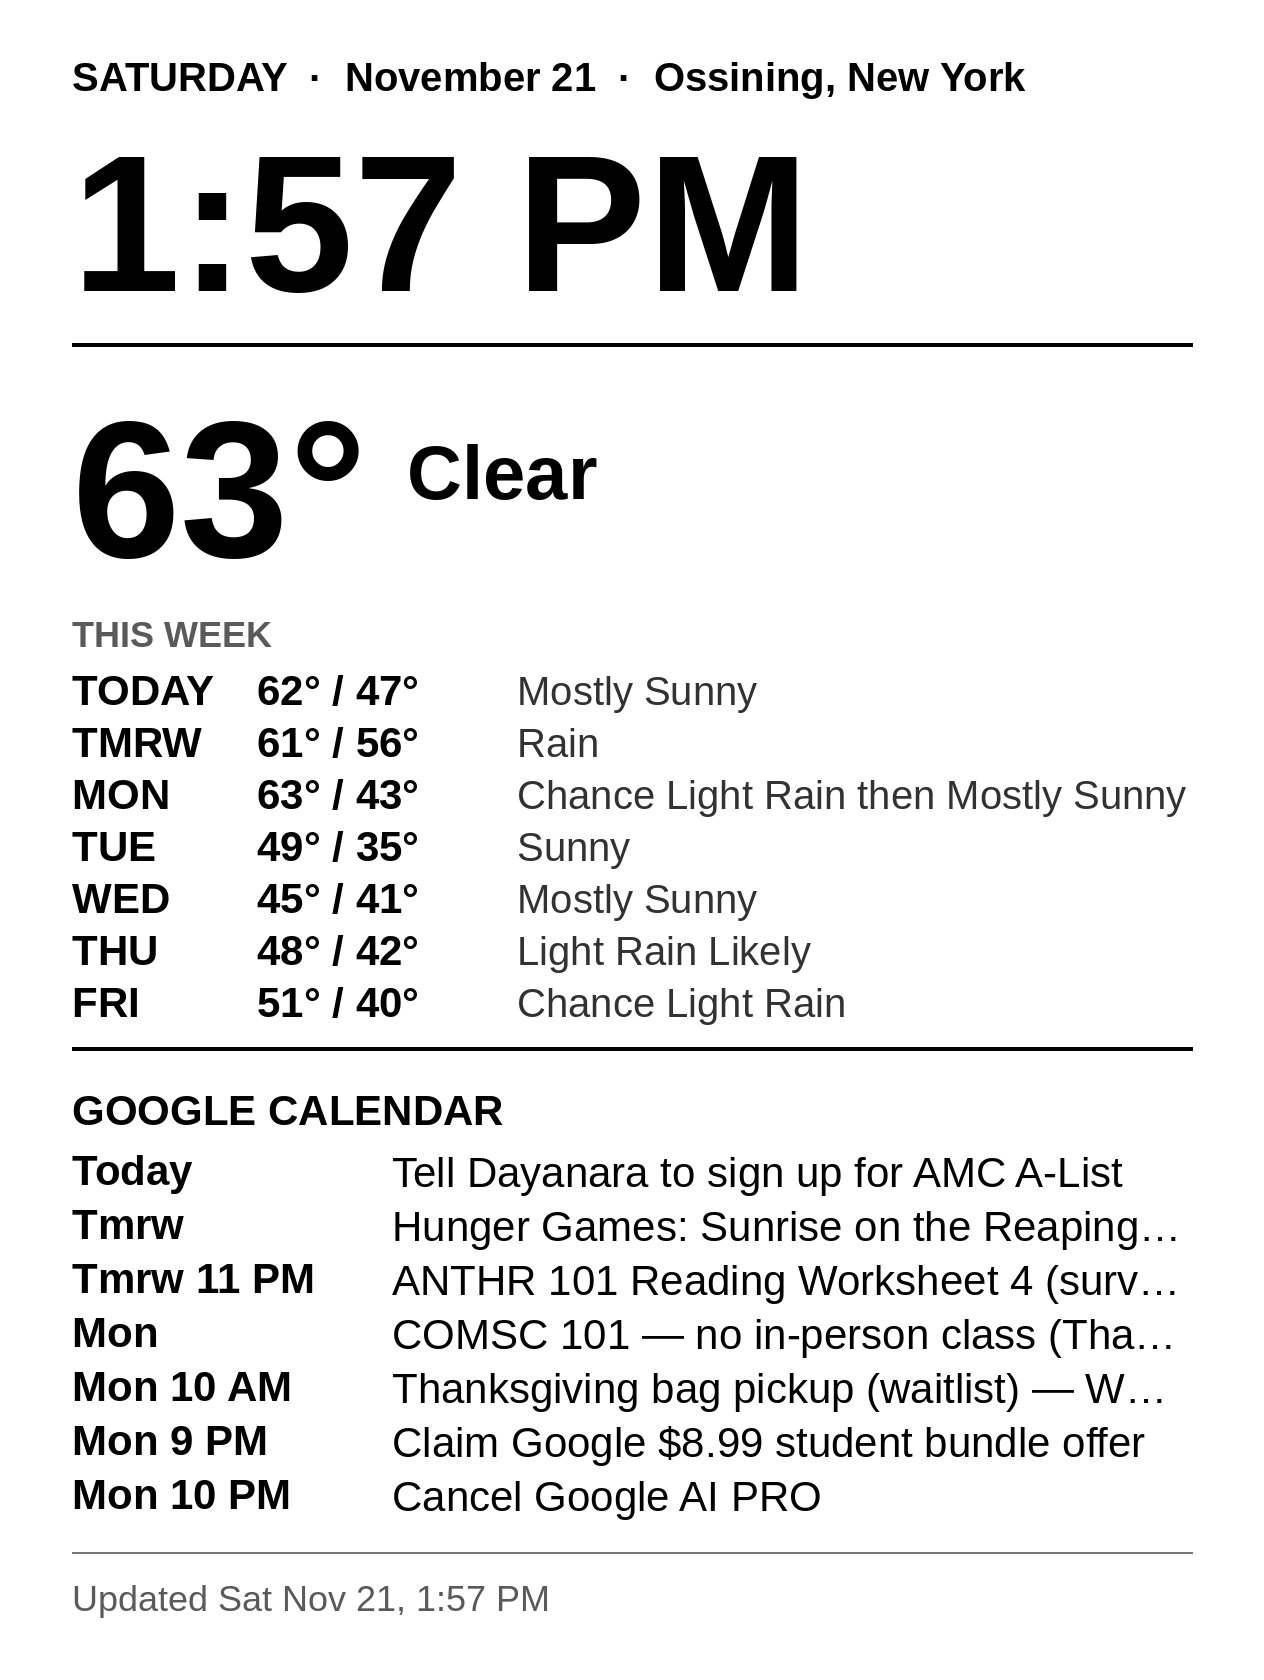 SATURDAY · November 21 · Ossining, New York
1:57 PM
63° Clear
THIS WEEK
TODAY 62° / 47° Mostly Sunny
TMRW 61° / 56° Rain
MON 63° / 43° Chance Light Rain then Mostly Sunny
TUE 49° / 35° Sunny
WED 45° / 41° Mostly Sunny
THU 48° / 42° Light Rain Likely
FRI 51° / 40° Chance Light Rain
GOOGLE CALENDAR
Today Tell Dayanara to sign up for AMC A-List
Tmrw Hunger Games: Sunrise on the Reaping…
Tmrw 11 PM ANTHR 101 Reading Worksheet 4 (surv…
Mon COMSC 101 — no in-person class (Tha…
Mon 10 AM Thanksgiving bag pickup (waitlist) — W…
Mon 9 PM Claim Google $8.99 student bundle offer
Mon 10 PM Cancel Google AI PRO
Updated Sat Nov 21, 1:57 PM